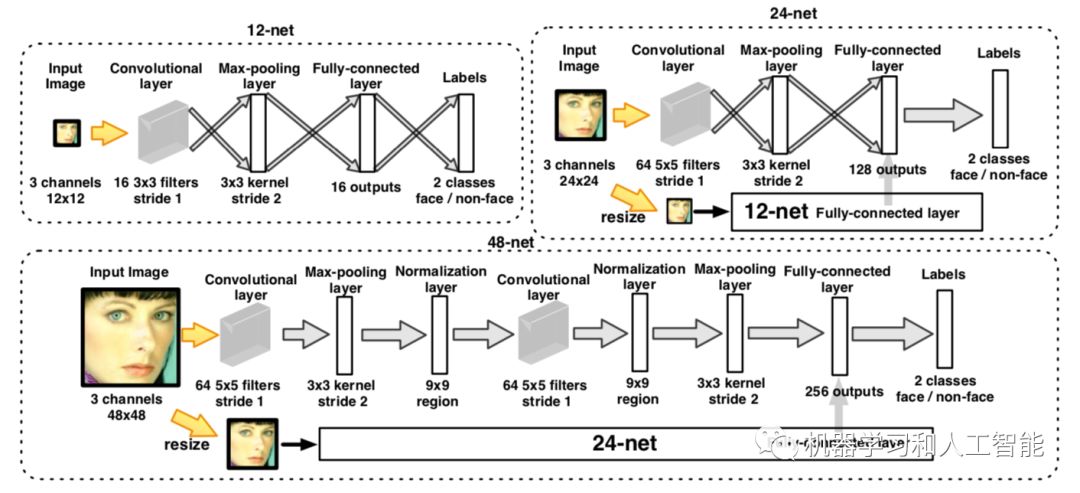 12-net
Input Image
Convolutional layer
Max-pooling layer
Fully-connected layer
Labels
3 channels 12x12
16 3x3 filters stride 1
3x3 kernel stride 2
16 outputs
2 classes face / non-face
24-net
Input Image
Convolutional layer
Max-pooling layer
Fully-connected layer
Labels
3 channels 24x24
64 5x5 filters stride 1
3x3 kernel stride 2
128 outputs
2 classes face / non-face
resize
12-net Fully-connected layer
48-net
Input Image
Convolutional layer
Max-pooling layer
Normalization layer
Convolutional layer
Normalization layer
Max-pooling layer
Fully-connected layer
Labels
3 channels 48x48
64 5x5 filters stride 1
3x3 kernel stride 2
9x9 region
64 5x5 filters stride 1
9x9 region
3x3 kernel stride 2
256 outputs
2 classes face / non-face
resize
24-net
Fully-connected layer
机器学习和人工智能